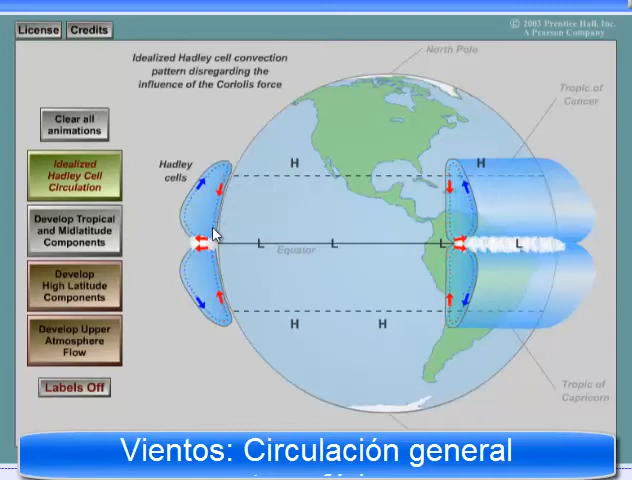 License
Credits
© 2003 Prentice Hall, Inc.
A Pearson Company
Idealized Hadley cell convection
pattern disregarding the
influence of the Coriolis force
North Pole
Tropic of
Cancer
Clear all
animations
Idealized
Hadley Cell
Circulation
Hadley
cells
H
H
Develop Tropical
and Midlatitude
Components
L
L
L
L
Equator
Develop
High Latitude
Components
H
H
Develop Upper
Atmosphere
Flow
Labels Off
Tropic of
Capricorn
Vientos: Circulación general